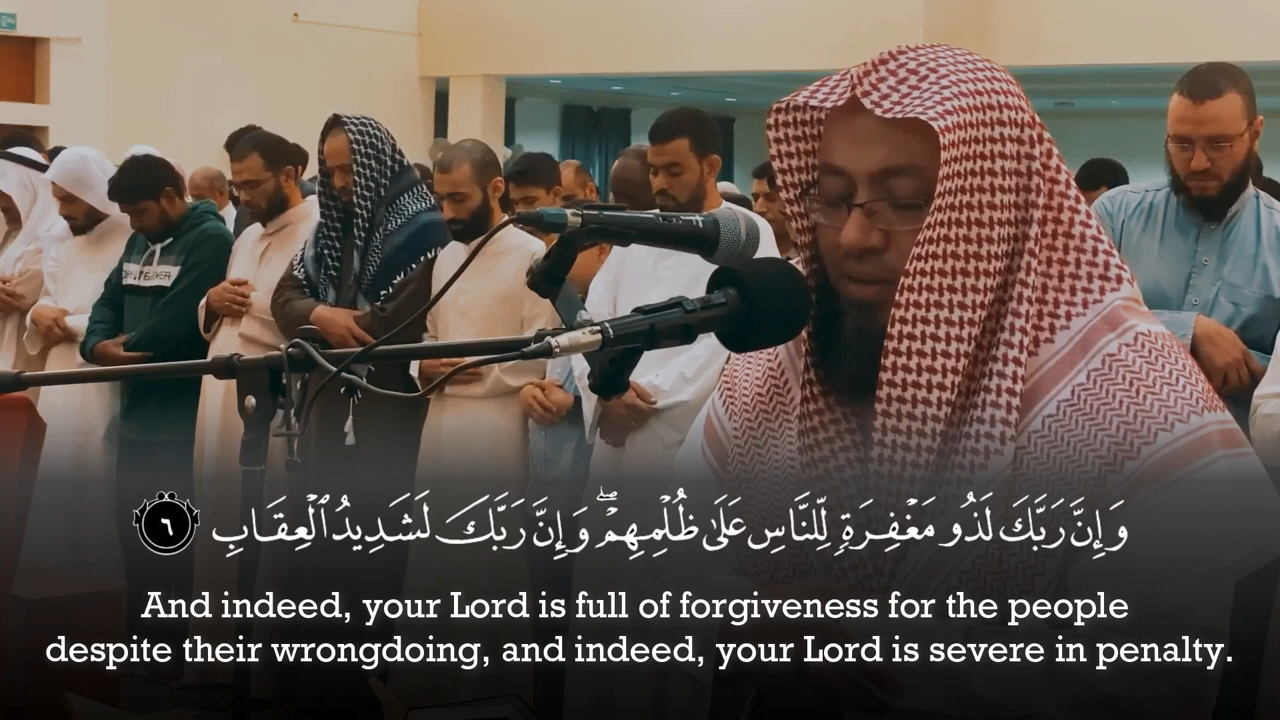 وَإِنَّ رَبَّكَ لَذُو مَغْفِرَةٍ لِّلنَّاسِ عَلَىٰ ظُلْمِهِمْ ۖ وَإِنَّ رَبَّكَ لَشَدِيدُ ٱلْعِقَابِ ٦
And indeed, your Lord is full of forgiveness for the people
despite their wrongdoing, and indeed, your Lord is severe in penalty.